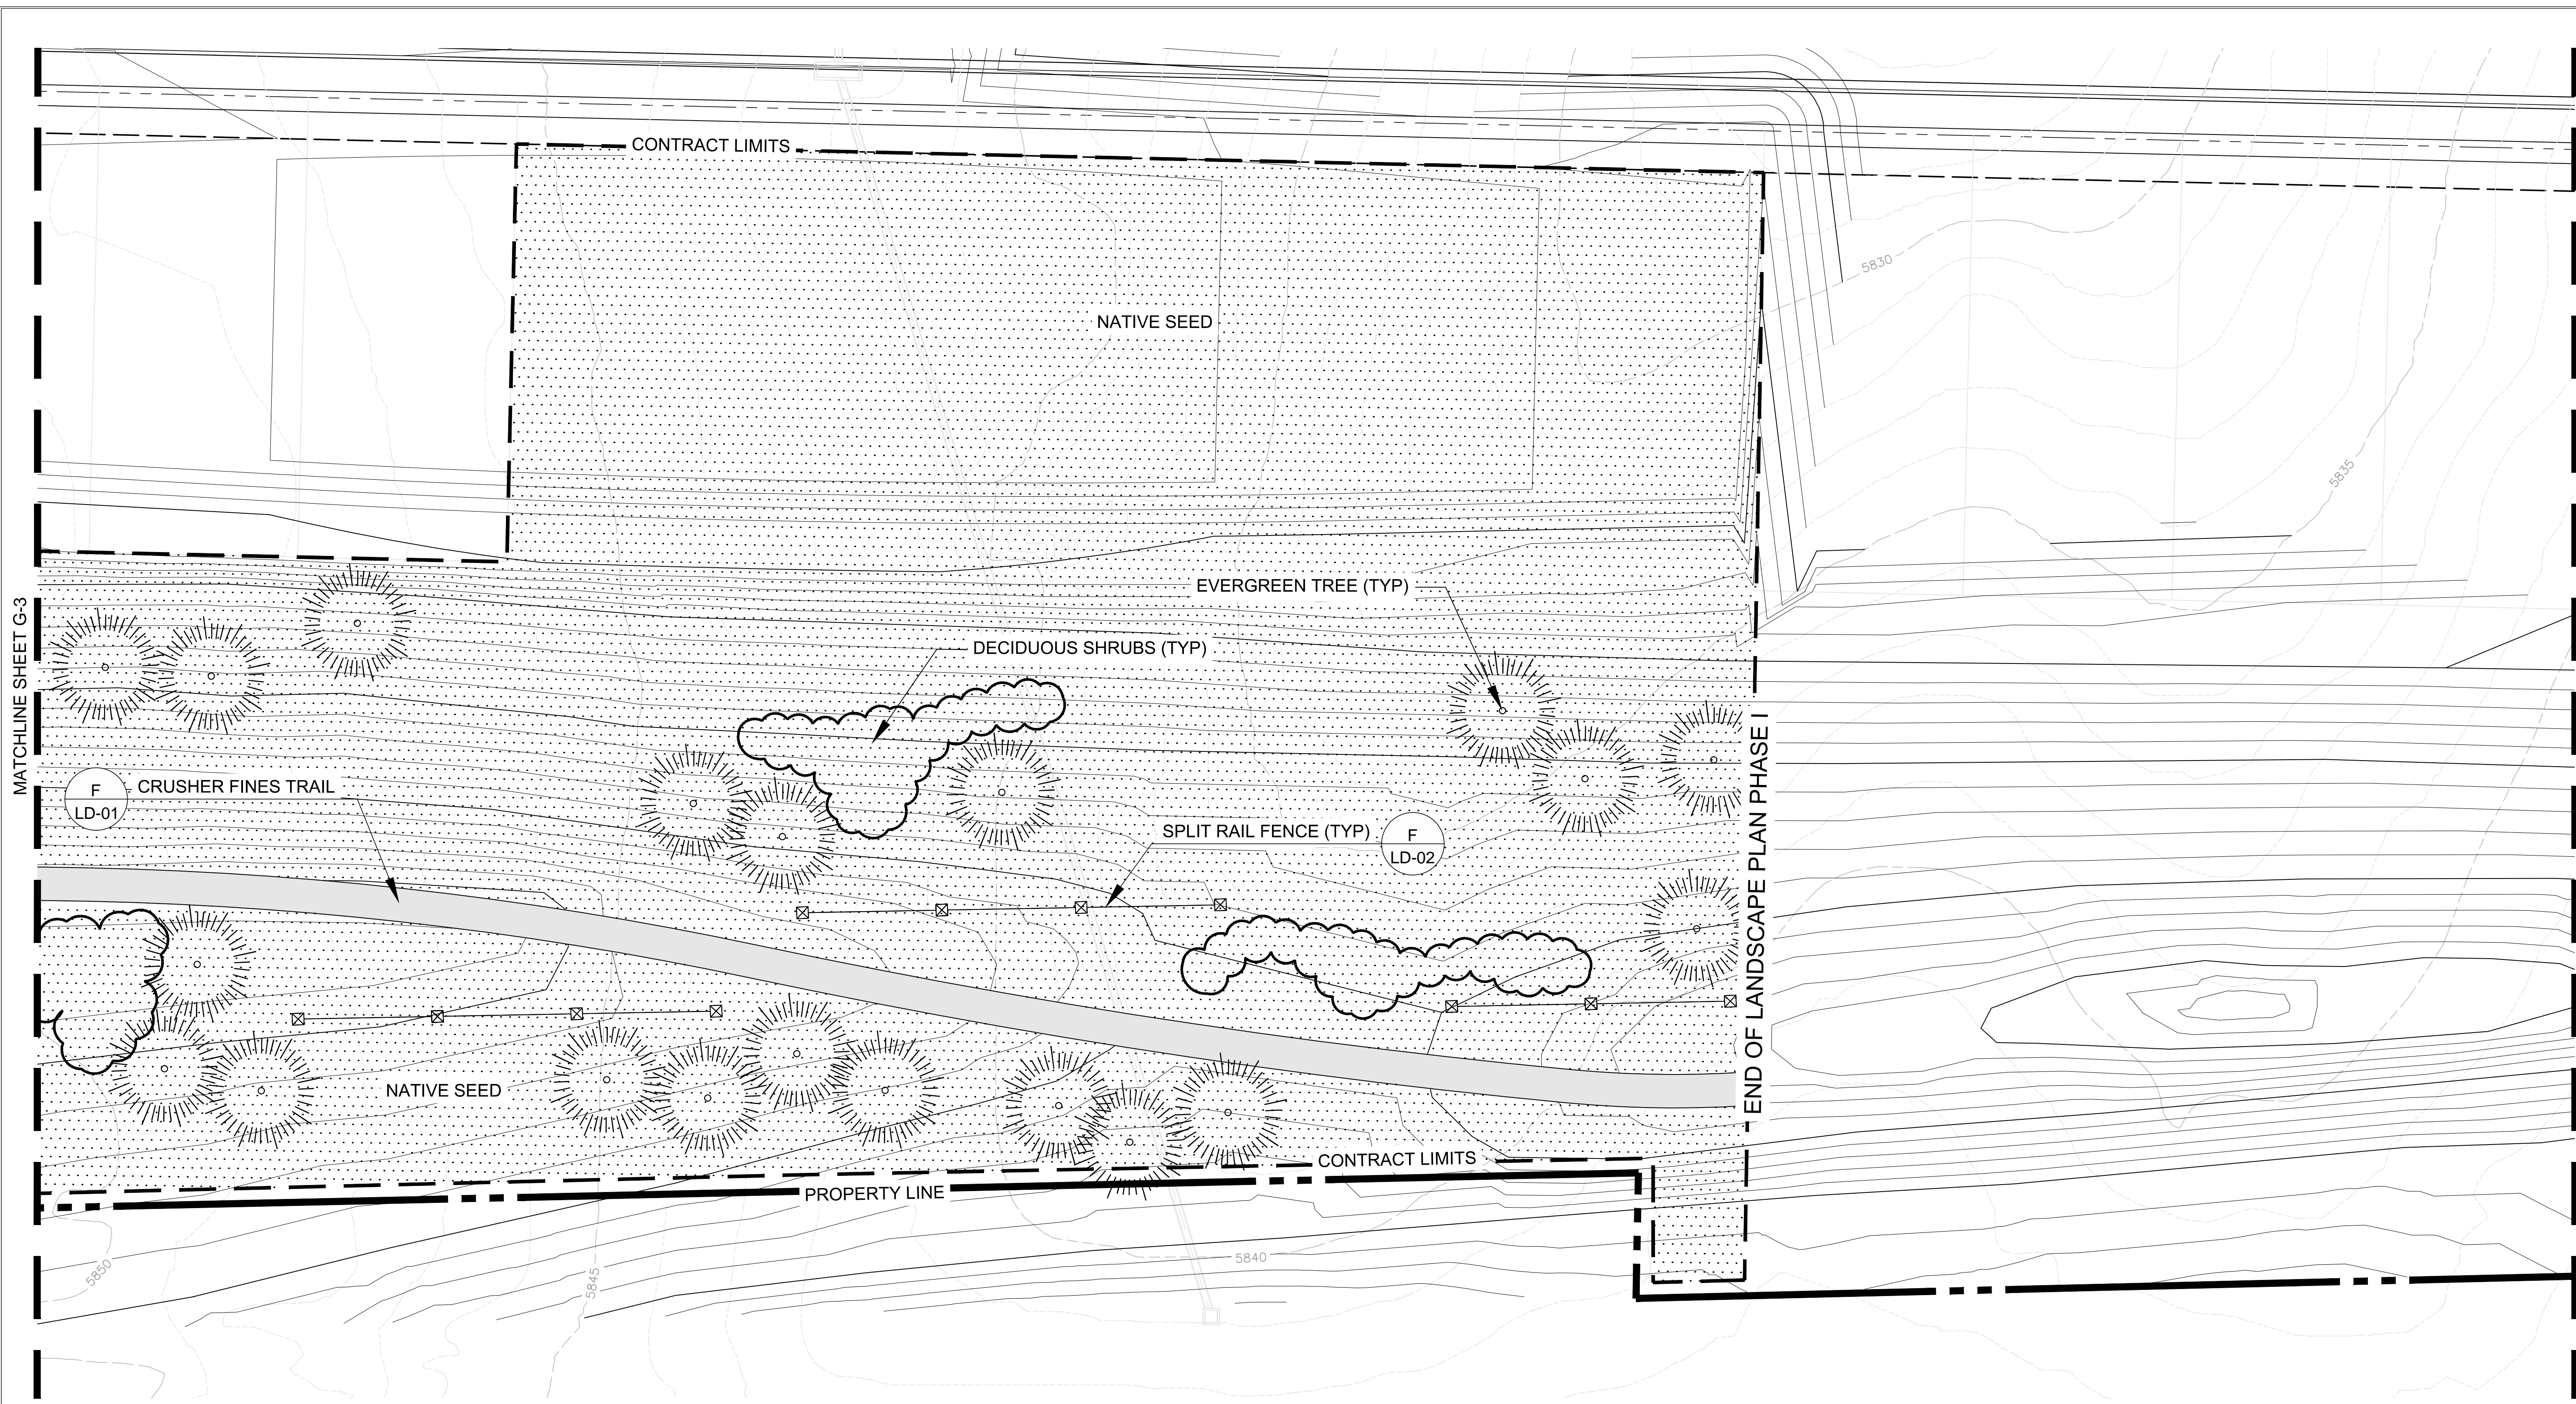 CONTRACT LIMITS
5830
NATIVE SEED
5835
EVERGREEN TREE (TYP)
DECIDUOUS SHRUBS (TYP)
MATCHLINE SHEET G-3
F
LD-01
CRUSHER FINES TRAIL
SPLIT RAIL FENCE (TYP)
F
LD-02
END OF LANDSCAPE PLAN PHASE I
NATIVE SEED
CONTRACT LIMITS
PROPERTY LINE
5850
5845
5840